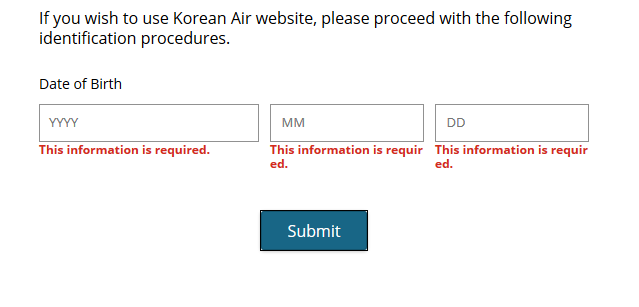 If you wish to use Korean Air website, please proceed with the following
identification procedures.
Date of Birth
YYYY
MM
DD
This information is required.
This information is requir
ed.
This information is requir
ed.
Submit